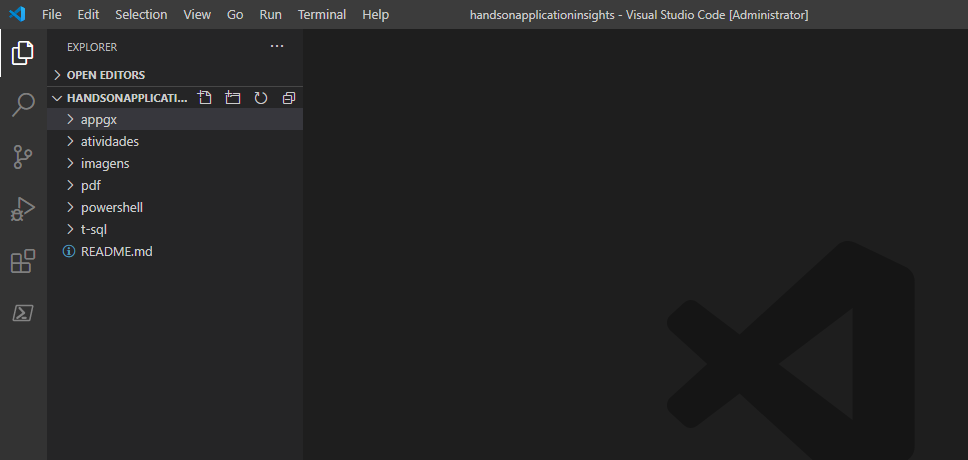 File Edit Selection View Go Run Terminal Help handsonapplicationinsights - Visual Studio Code [Administrator]
EXPLORER ...
OPEN EDITORS
HANDSONAPPLICATI...
appgx
atividades
imagens
pdf
powershell
t-sql
README.md